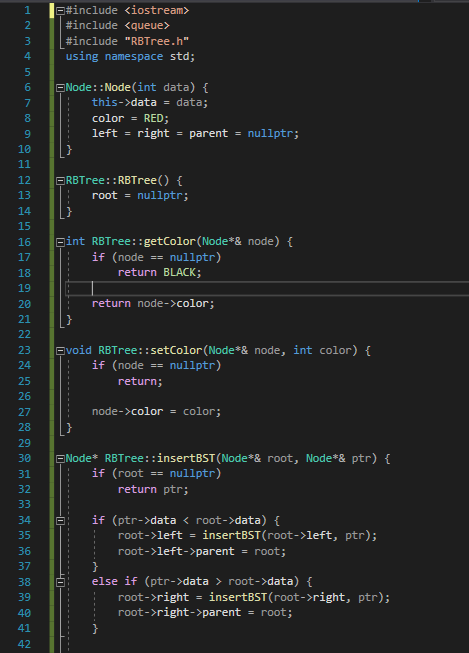 1 #include <iostream>
2 #include <queue>
3 #include "RBTree.h"
4 using namespace std;
5
6 Node::Node(int data) {
7     this->data = data;
8     color = RED;
9     left = right = parent = nullptr;
10 }
11
12 RBTree::RBTree() {
13     root = nullptr;
14 }
15
16 int RBTree::getColor(Node*& node) {
17     if (node == nullptr)
18         return BLACK;
19
20     return node->color;
21 }
22
23 void RBTree::setColor(Node*& node, int color) {
24     if (node == nullptr)
25         return;
26
27     node->color = color;
28 }
29
30 Node* RBTree::insertBST(Node*& root, Node*& ptr) {
31     if (root == nullptr)
32         return ptr;
33
34     if (ptr->data < root->data) {
35         root->left = insertBST(root->left, ptr);
36         root->left->parent = root;
37     }
38     else if (ptr->data > root->data) {
39         root->right = insertBST(root->right, ptr);
40         root->right->parent = root;
41     }
42